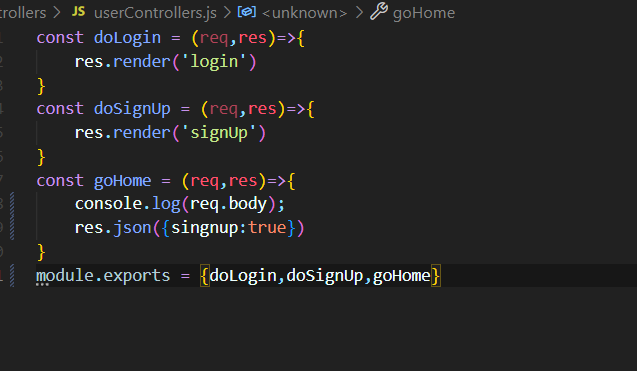 trollers > JS userControllers.js > <unknown> > goHome
const doLogin = (req,res)=>{
res.render('login')
}
const doSignUp = (req,res)=>{
res.render('signUp')
}
const goHome = (req,res)=>{
console.log(req.body);
res.json({singnup:true})
}
module.exports = {doLogin,doSignUp,goHome}